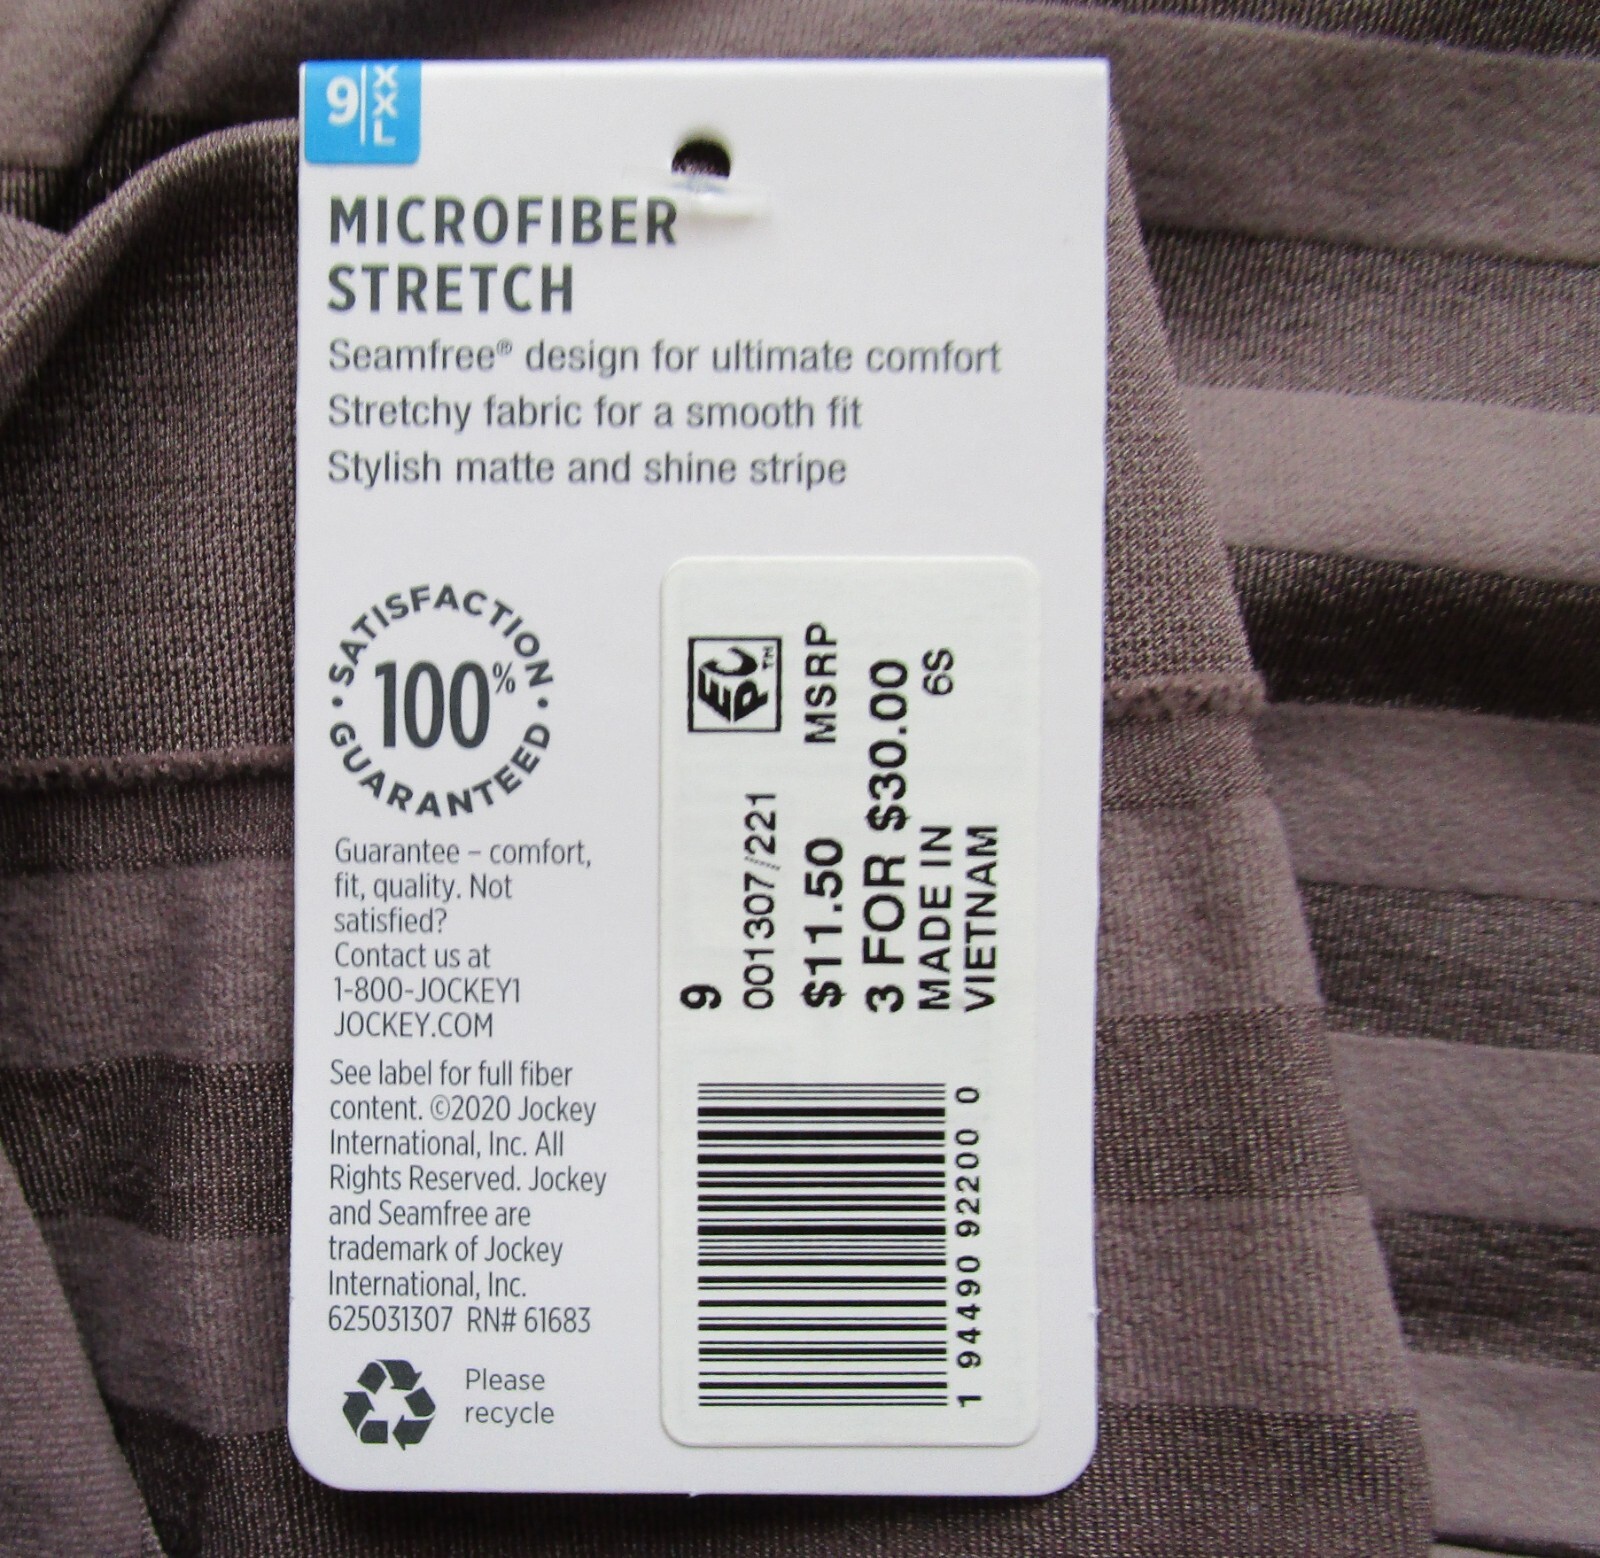 9 XXL
MICROFIBER
STRETCH
Seamfree® design for ultimate comfort
Stretchy fabric for a smooth fit
Stylish matte and shine stripe
• SATISFACTION •
100%
GUARANTEED
Guarantee – comfort,
fit, quality. Not
satisfied?
Contact us at
1-800-JOCKEY1
JOCKEY.COM
See label for full fiber
content. ©2020 Jockey
International, Inc. All
Rights Reserved. Jockey
and Seamfree are
trademark of Jockey
International, Inc.
625031307 RN# 61683
Please
recycle
9 EPC™
001307/221
$11.50 MSRP
3 FOR $30.00
MADE IN 6S
VIETNAM
1 94490 92200 0